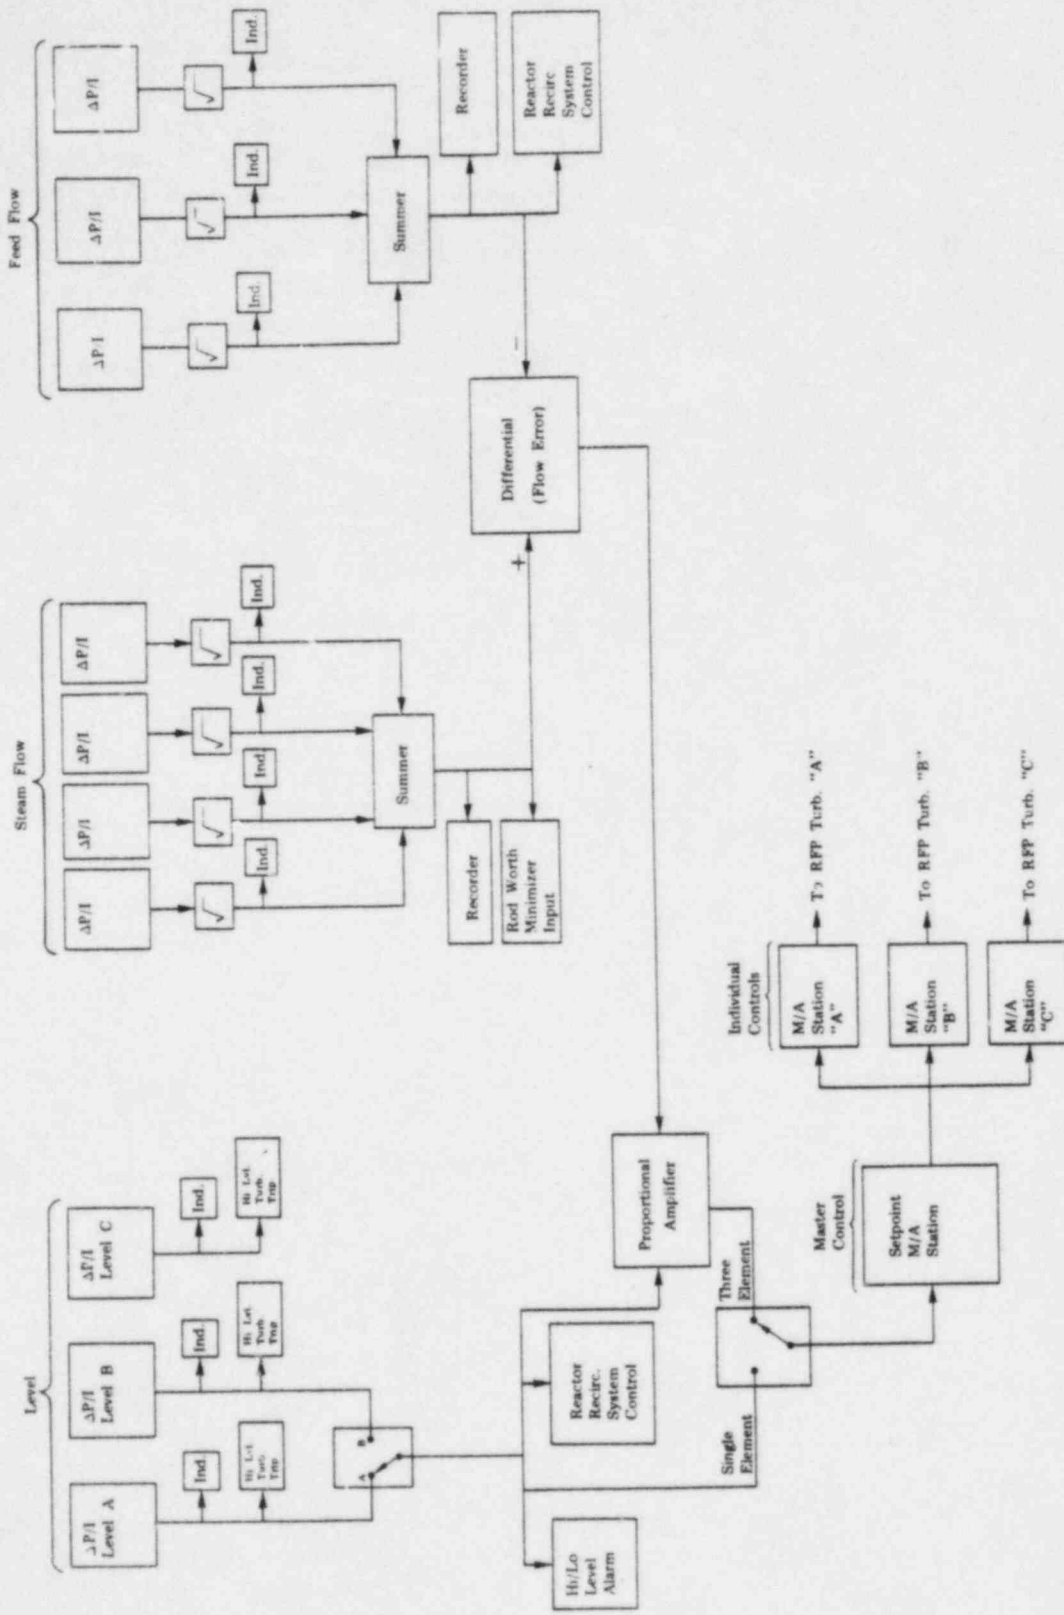 Level
ΔP/I
Level A
ΔP/I
Level B
ΔP/I
Level C
Ind.
Ind.
Ind.
Hi Lvl.
Turb
Trip
Hi Lvl.
Turb.
Trip
Hi Lvl.
Turb.
Trip
A
B
Hi/Lo
Level
Alarm
Reactor
Recirc.
System
Control
Single
Element
Three
Element
Proportional
Amplifier
Master
Control
Setpoint
M/A
Station
Individual
Controls
M/A
Station
"A"
M/A
Station
"B"
M/A
Station
"C"
To RFP Turb. "A"
To RFP Turb. "B"
To RFP Turb. "C"
Steam Flow
ΔP/I
ΔP/I
ΔP/I
ΔP/I
√
√
√
√
Ind.
Ind.
Ind.
Ind.
Summer
Recorder
Rod Worth
Minimizer
Input
+
Differential
(Flow Error)
−
Feed Flow
ΔP/I
ΔP/I
ΔP/I
√
√
√
Ind.
Ind.
Ind.
Summer
Recorder
Reactor
Recirc
System
Control